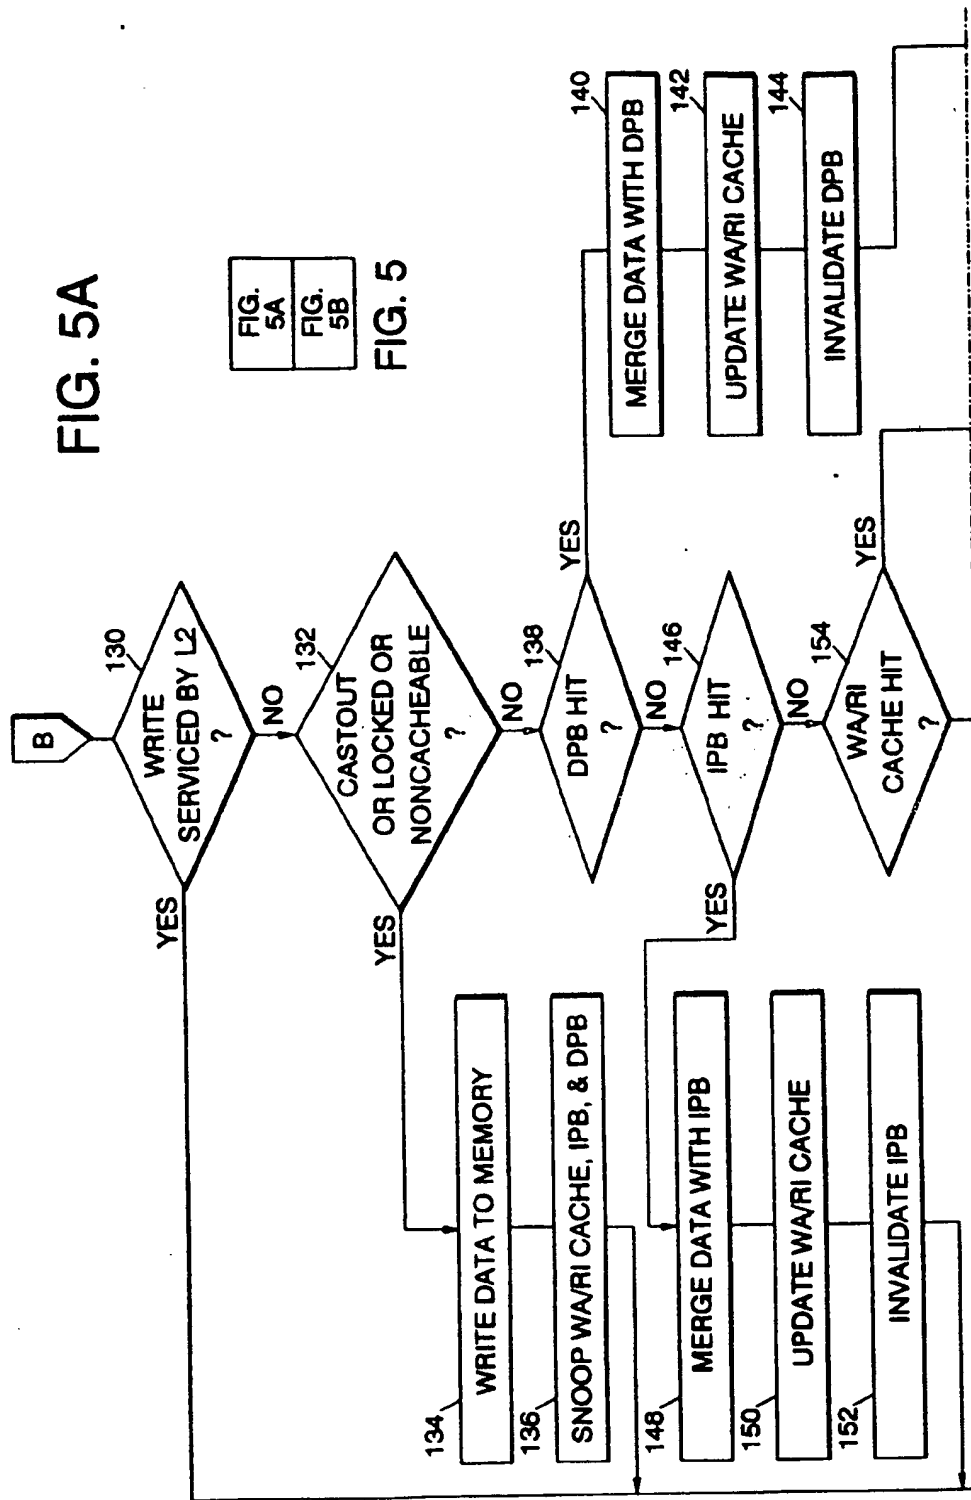 FIG. 5A
FIG.
5A
FIG.
5B
FIG. 5
B
130
WRITE
SERVICED BY L2
?
YES
NO
132
CASTOUT
OR LOCKED OR
NONCACHEABLE
?
YES
NO
134
WRITE DATA TO MEMORY
136
SNOOP WA/RI CACHE, IPB, & DPB
138
DPB HIT
?
YES
NO
140
MERGE DATA WITH DPB
142
UPDATE WA/RI CACHE
144
INVALIDATE DPB
146
IPB HIT
?
YES
NO
148
MERGE DATA WITH IPB
150
UPDATE WA/RI CACHE
152
INVALIDATE IPB
154
WA/RI
CACHE HIT
?
YES